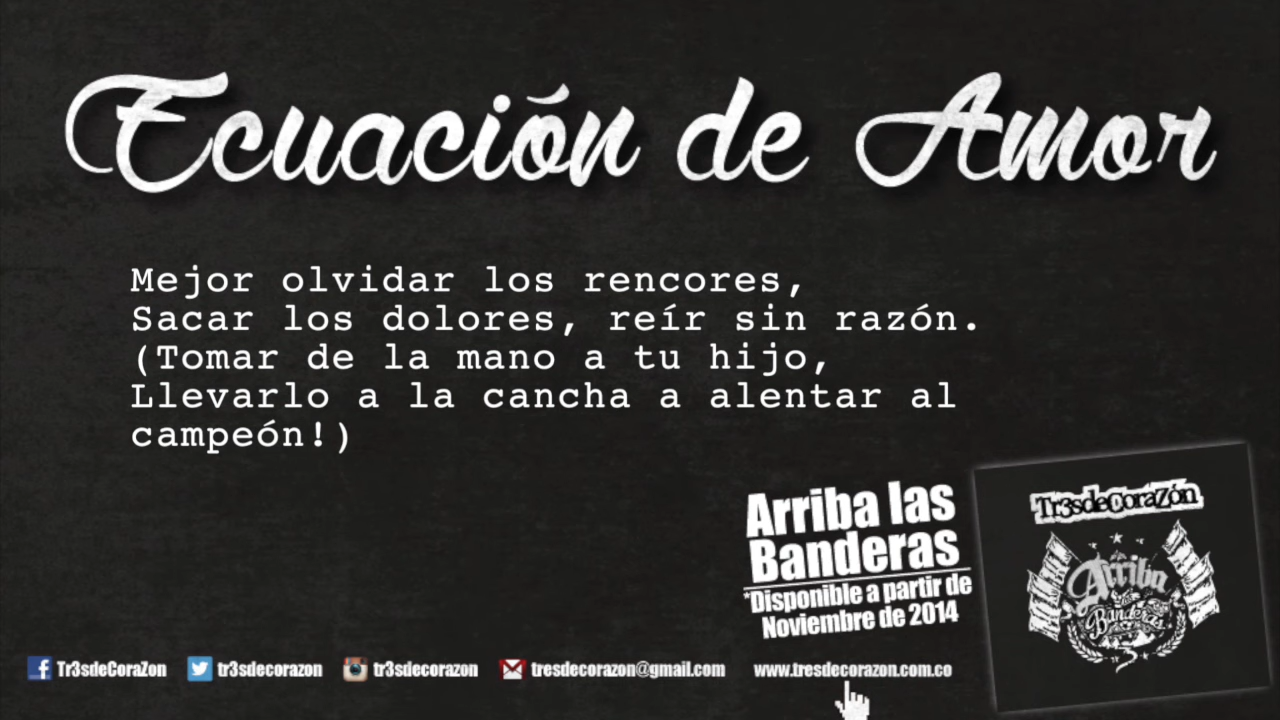 Ecuación de Amor
Mejor olvidar los rencores,
Sacar los dolores, reír sin razón.
(Tomar de la mano a tu hijo,
Llevarlo a la cancha a alentar al
campeón!)
Arriba las
Banderas
*Disponible a partir de
Noviembre de 2014
Tr3sdeCoraZón
Arriba
las
Banderas
Tr3sdeCoraZon
tr3sdecorazon
tr3sdecorazon
tresdecorazon@gmail.com
www.tresdecorazon.com.co